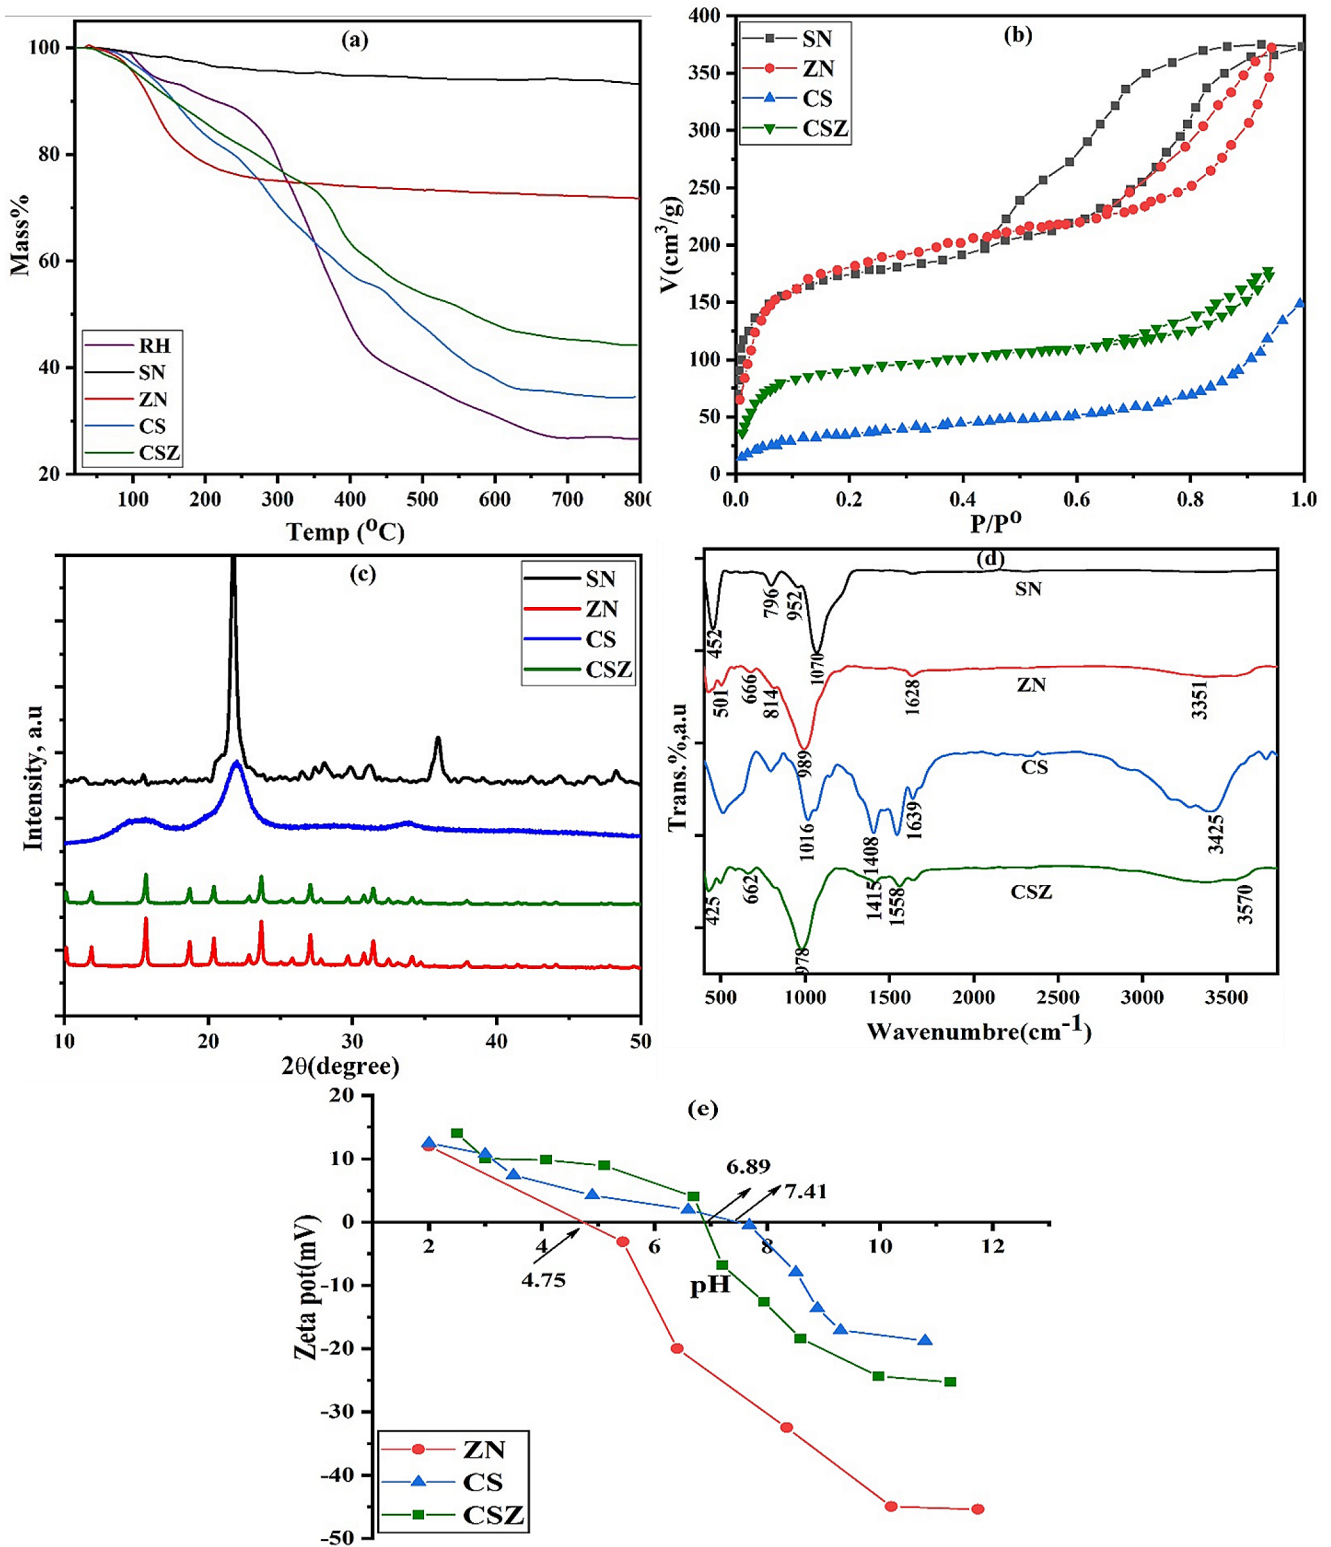 (a)
100
80
60
40
20
Mass%
RH
SN
ZN
CS
CSZ
100 200 300 400 500 600 700 800
Temp (OC)
(b)
SN
ZN
CS
CSZ
400
350
300
250
200
150
100
50
0
V(cm3/g)
0.0 0.2 0.4 0.6 0.8 1.0
P/Po
(c)
SN
ZN
CS
CSZ
Intensity, a.u
10 20 30 40 50
2θ(degree)
(d)
SN
452
796
952
1070
ZN
501
666
814
989
1628
3351
CS
1016
1408
1639
3425
CSZ
425
662
978
1415
1558
3570
Trans.%,a.u
500 1000 1500 2000 2500 3000 3500
Wavenumbre(cm-1)
(e)
20
10
0
-10
-20
-30
-40
-50
Zeta pot(mV)
6.89
7.41
4.75
2 4 6 8 10 12
pH
ZN
CS
CSZ